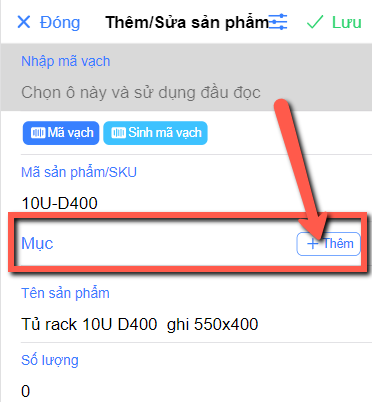 Đóng Thêm/Sửa sản phẩm Lưu
Nhập mã vạch
Chọn ô này và sử dụng đầu đọc
Mã vạch Sinh mã vạch
Mã sản phẩm/SKU
10U-D400
Mục Thêm
Tên sản phẩm
Tủ rack 10U D400 ghi 550x400
Số lượng
0